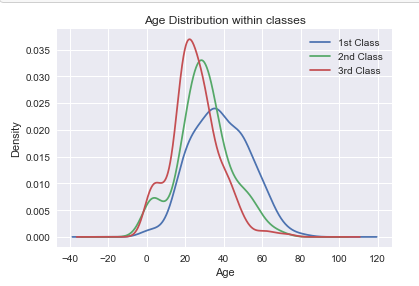 Age Distribution within classes
1st Class
2nd Class
3rd Class
0.035
0.030
0.025
0.020
0.015
0.010
0.005
0.000
Density
−40 −20 0 20 40 60 80 100 120
Age